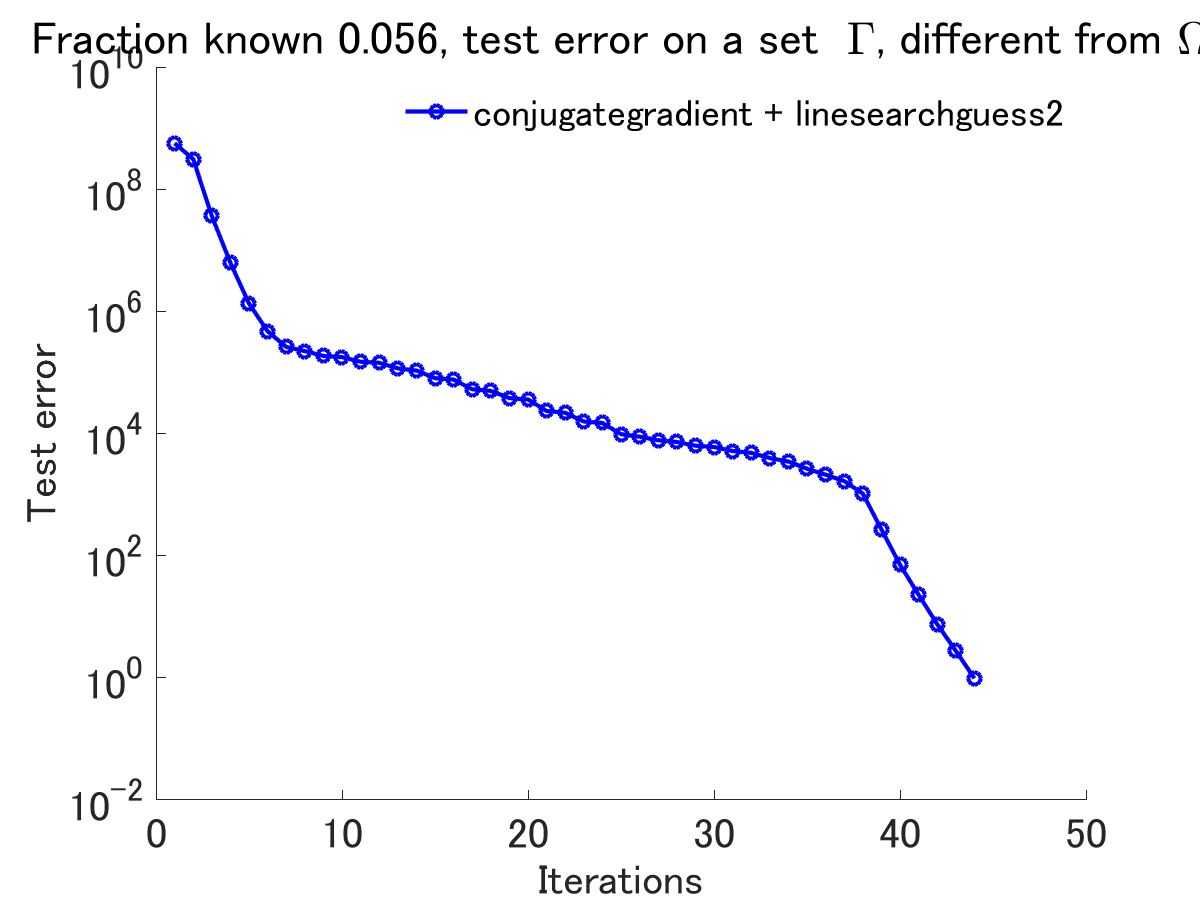 Fraction known 0.056, test error on a set Γ, different from Ω
10^10
conjugategradient + linesearchguess2
10^8
10^6
10^4
10^2
10^0
10^−2
Test error
0 10 20 30 40 50
Iterations